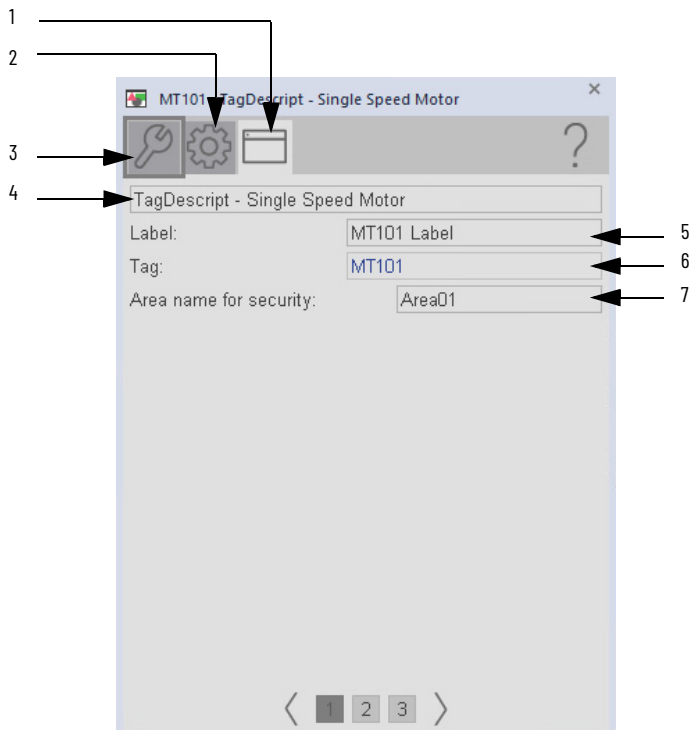 1
2
MT101 - TagDescript - Single Speed Motor
×
?
3
4
TagDescript - Single Speed Motor
Label: MT101 Label
5
Tag: MT101
6
Area name for security: Area01
7
1 2 3